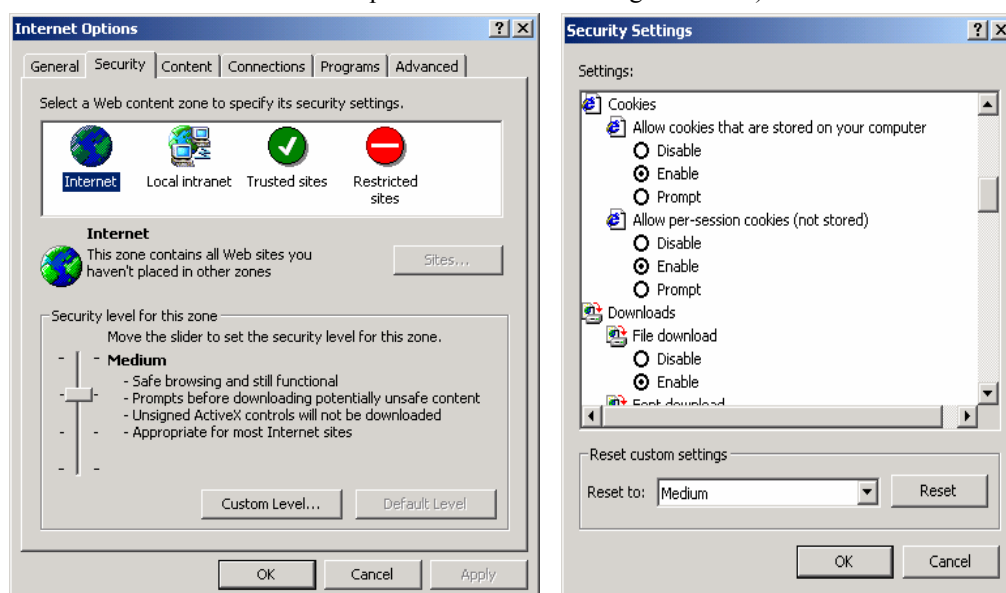 Internet Options
General Security Content Connections Programs Advanced
Select a Web content zone to specify its security settings.
Internet Local intranet Trusted sites Restricted
sites
Internet
This zone contains all Web sites you
haven't placed in other zones
Sites...
Security level for this zone
Move the slider to set the security level for this zone.
Medium
- Safe browsing and still functional
- Prompts before downloading potentially unsafe content
- Unsigned ActiveX controls will not be downloaded
- Appropriate for most Internet sites
Custom Level... Default Level
OK Cancel Apply
Security Settings
Settings:
Cookies
Allow cookies that are stored on your computer
Disable
Enable
Prompt
Allow per-session cookies (not stored)
Disable
Enable
Prompt
Downloads
File download
Disable
Enable
Font download
Reset custom settings
Reset to: Medium Reset
OK Cancel